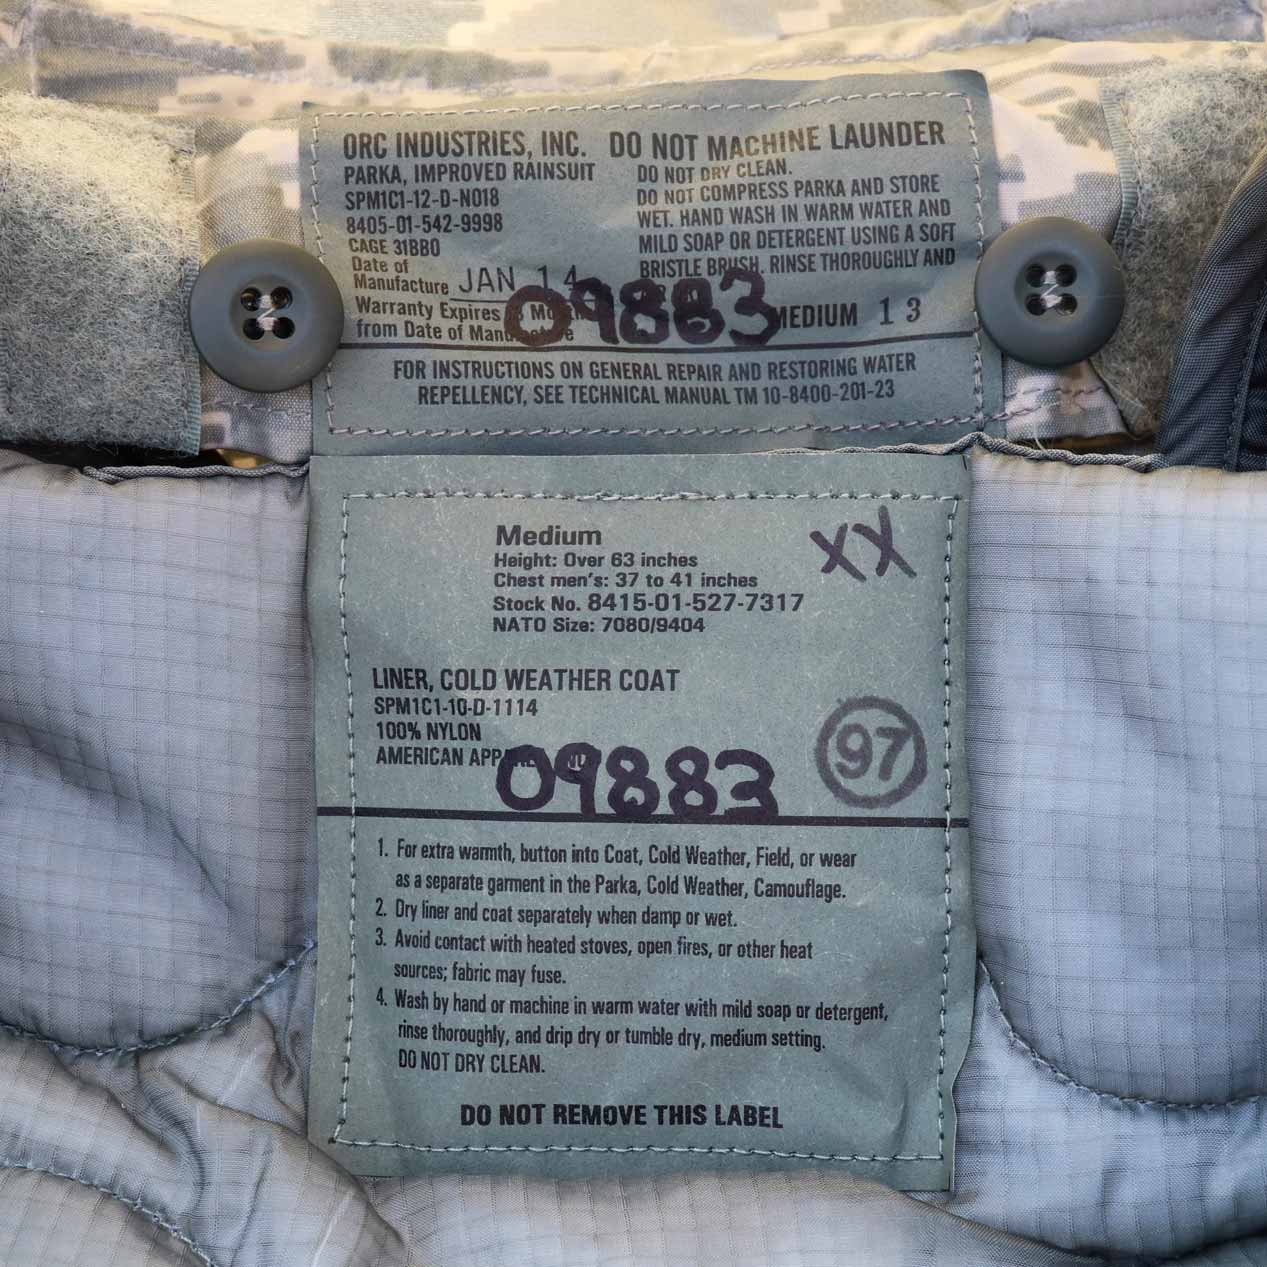 ORC INDUSTRIES, INC.
PARKA, IMPROVED RAINSUIT
SPM1C1-12-D-N018
8405-01-542-9998
CAGE 31BB0
Date of
Manufacture JAN 14
Warranty Expires
from Date of
DO NOT MACHINE LAUNDER
DO NOT DRY CLEAN.
DO NOT COMPRESS PARKA AND STORE
WET. HAND WASH IN WARM WATER AND
MILD SOAP OR DETERGENT USING A SOFT
BRISTLE BRUSH. RINSE THOROUGHLY AND
09883
MEDIUM 13
FOR INSTRUCTIONS ON GENERAL REPAIR AND RESTORING WATER
REPELLENCY, SEE TECHNICAL MANUAL TM 10-8400-201-23
Medium
XX
Height: Over 63 inches
Chest men's: 37 to 41 inches
Stock No. 8415-01-527-7317
NATO Size: 7080/9404
LINER, COLD WEATHER COAT
SPM1C1-10-D-1114
100% NYLON
97
AMERICAN
09883
1. For extra warmth, button into Coat, Cold Weather, Field, or wear
as a separate garment in the Parka, Cold Weather, Camouflage.
2. Dry liner and coat separately when damp or wet.
3. Avoid contact with heated stoves, open fires, or other heat
sources; fabric may fuse.
4. Wash by hand or machine in warm water with mild soap or detergent,
rinse thoroughly, and drip dry or tumble dry, medium setting.
DO NOT DRY CLEAN.
DO NOT REMOVE THIS LABEL